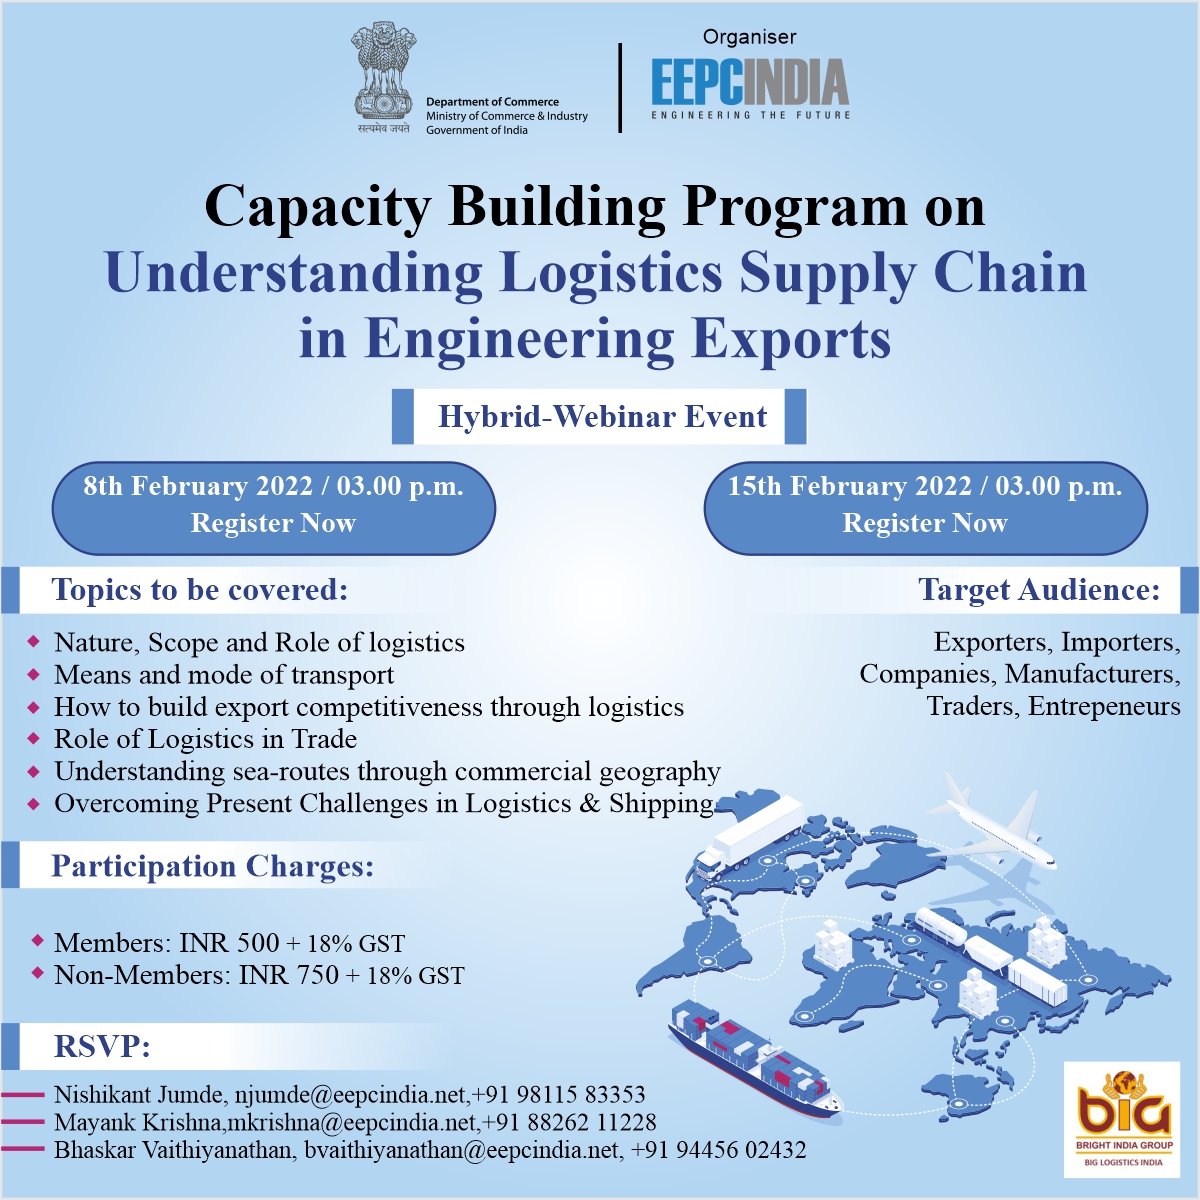 सत्यमेव जयते
Department of Commerce
Ministry of Commerce & Industry
Government of India
Organiser
EEPCINDIA
ENGINEERING THE FUTURE
Capacity Building Program on
Understanding Logistics Supply Chain
in Engineering Exports
Hybrid-Webinar Event
8th February 2022 / 03.00 p.m.
Register Now
15th February 2022 / 03.00 p.m.
Register Now
Topics to be covered:
Nature, Scope and Role of logistics
Means and mode of transport
How to build export competitiveness through logistics
Role of Logistics in Trade
Understanding sea-routes through commercial geography
Overcoming Present Challenges in Logistics & Shipping
Target Audience:
Exporters, Importers,
Companies, Manufacturers,
Traders, Entrepeneurs
Participation Charges:
Members: INR 500 + 18% GST
Non-Members: INR 750 + 18% GST
RSVP:
Nishikant Jumde, njumde@eepcindia.net,+91 98115 83353
Mayank Krishna,mkrishna@eepcindia.net,+91 88262 11228
Bhaskar Vaithiyanathan, bvaithiyanathan@eepcindia.net, +91 94456 02432
BIG
BRIGHT INDIA GROUP
BIG LOGISTICS INDIA